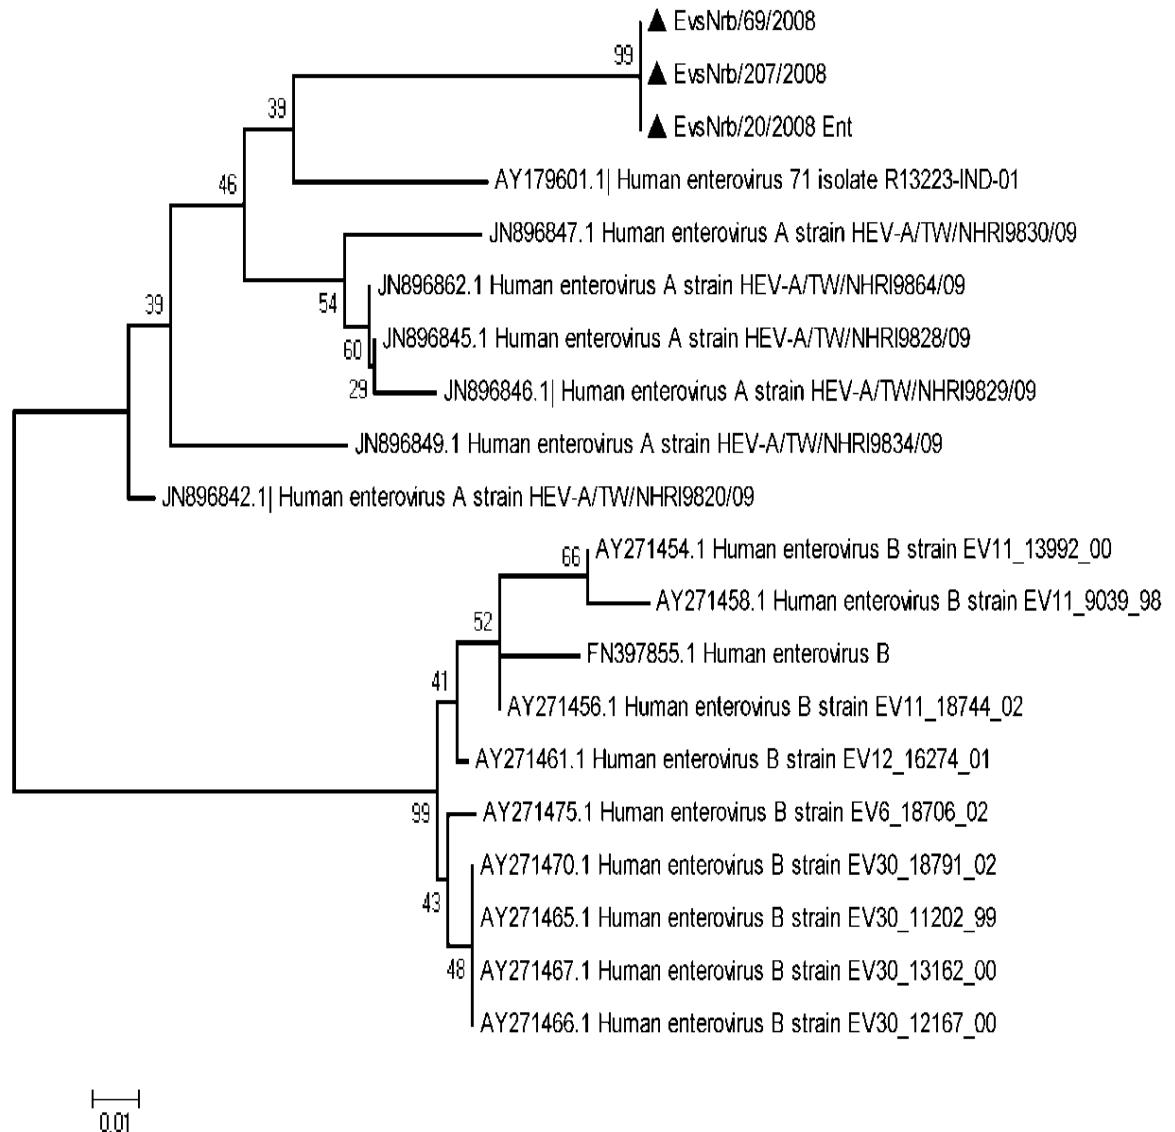 EvsNrb/69/2008
99
EvsNrb/207/2008
39
EvsNrb/20/2008 Ent
AY179601.1| Human enterovirus 71 isolate R13223-IND-01
46
JN896847.1 Human enterovirus A strain HEV-A/TW/NHRI9830/09
JN896862.1 Human enterovirus A strain HEV-A/TW/NHRI9864/09
39
54
JN896845.1 Human enterovirus A strain HEV-A/TW/NHRI9828/09
60
29
JN896846.1| Human enterovirus A strain HEV-A/TW/NHRI9829/09
JN896849.1 Human enterovirus A strain HEV-A/TW/NHRI9834/09
JN896842.1| Human enterovirus A strain HEV-A/TW/NHRI9820/09
AY271454.1 Human enterovirus B strain EV11_13992_00
66
AY271458.1 Human enterovirus B strain EV11_9039_98
52
FN397855.1 Human enterovirus B
41
AY271456.1 Human enterovirus B strain EV11_18744_02
AY271461.1 Human enterovirus B strain EV12_16274_01
99
AY271475.1 Human enterovirus B strain EV6_18706_02
AY271470.1 Human enterovirus B strain EV30_18791_02
43
AY271465.1 Human enterovirus B strain EV30_11202_99
48
AY271467.1 Human enterovirus B strain EV30_13162_00
AY271466.1 Human enterovirus B strain EV30_12167_00
0.01